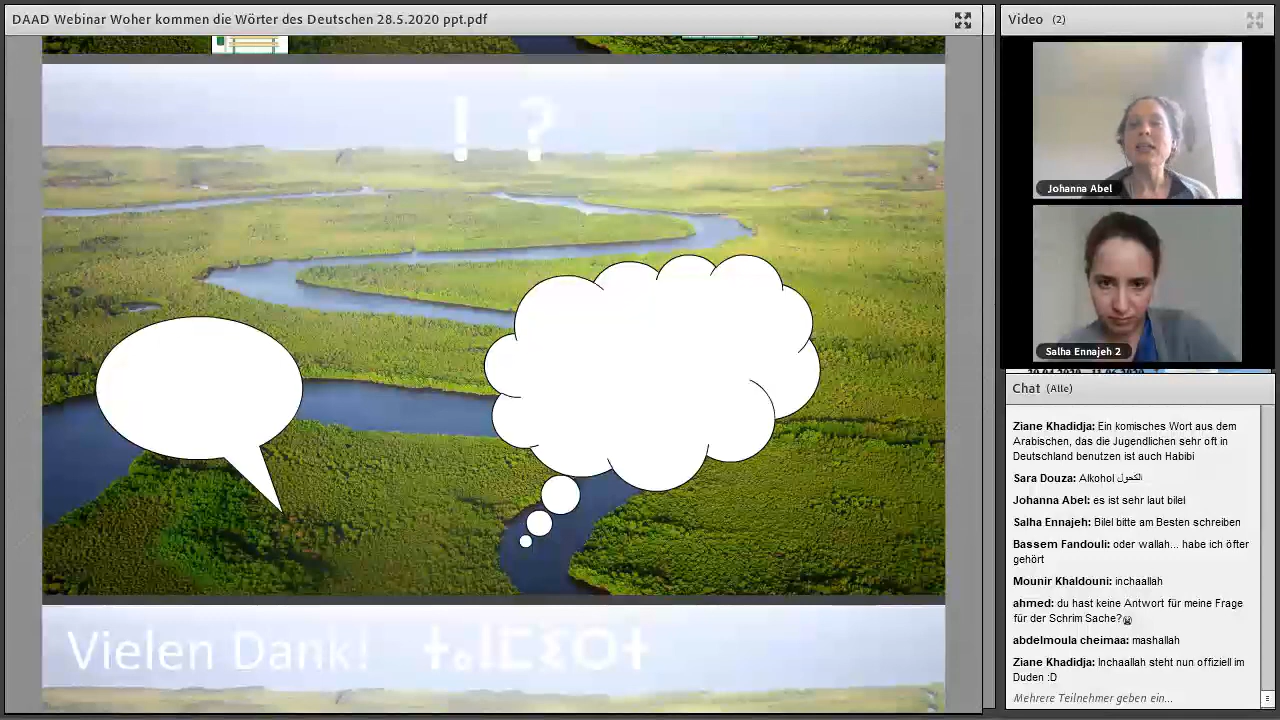 DAAD Webinar Woher kommen die Wörter des Deutschen 28.5.2020 ppt.pdf
! ?
Vielen Dank!
Video (2)
Johanna Abel
Salha Ennajeh 2
Chat (Alle)
Ziane Khadidja: Ein komisches Wort aus dem
Arabischen, das die Jugendlichen sehr oft in
Deutschland benutzen ist auch Habibi
Sara Douza: Alkohol الكحول
Johanna Abel: es ist sehr laut bilel
Salha Ennajeh: Bilel bitte am Besten schreiben
Bassem Fandouli: oder wallah... habe ich öfter
gehört
Mounir Khaldouni: inchaallah
ahmed: du hast keine Antwort für meine Frage
für der Schrim Sache?
abdelmoula cheimaa: mashallah
Ziane Khadidja: Inchaallah steht nun offiziell im
Duden :D
Mehrere Teilnehmer geben ein...